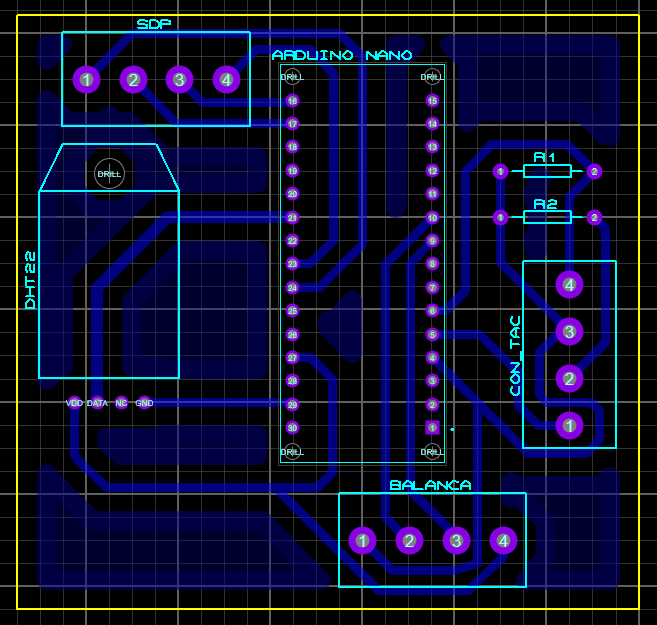 SDP
1 2 3 4
ARDUINO NANO
DRILL DRILL
16 15
17 14
18 13
19 12
20 11
21 10
22 9
23 8
24 7
25 6
26 5
27 4
28 3
29 2
30 1
DRILL DRILL
DRILL
DHT22
VDD DATA NC GND
R1
1 2
R2
1 2
CON_TAC
4
3
2
1
BALANCA
1 2 3 4